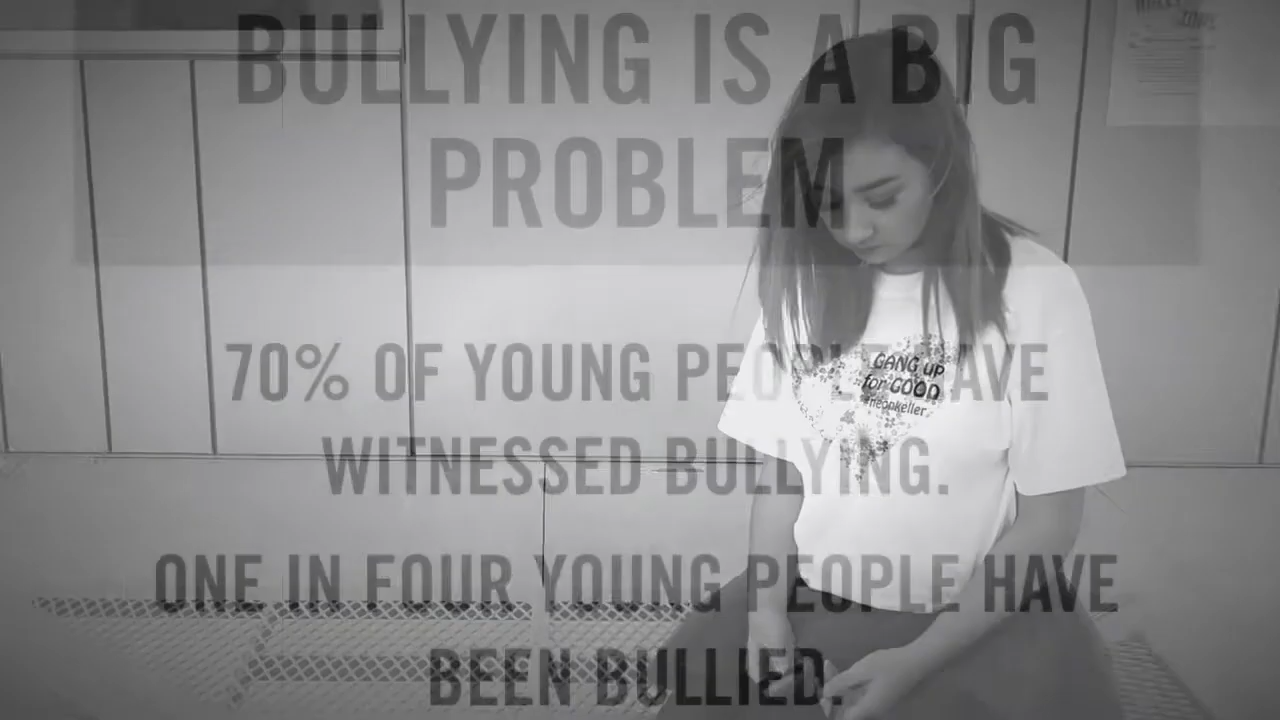 BULLYING IS A BIG
PROBLEM
70% OF YOUNG PEOPLE HAVE
WITNESSED BULLYING.
ONE IN FOUR YOUNG PEOPLE HAVE
BEEN BULLIED.
GANG UP
for GOOD
#neonkeller